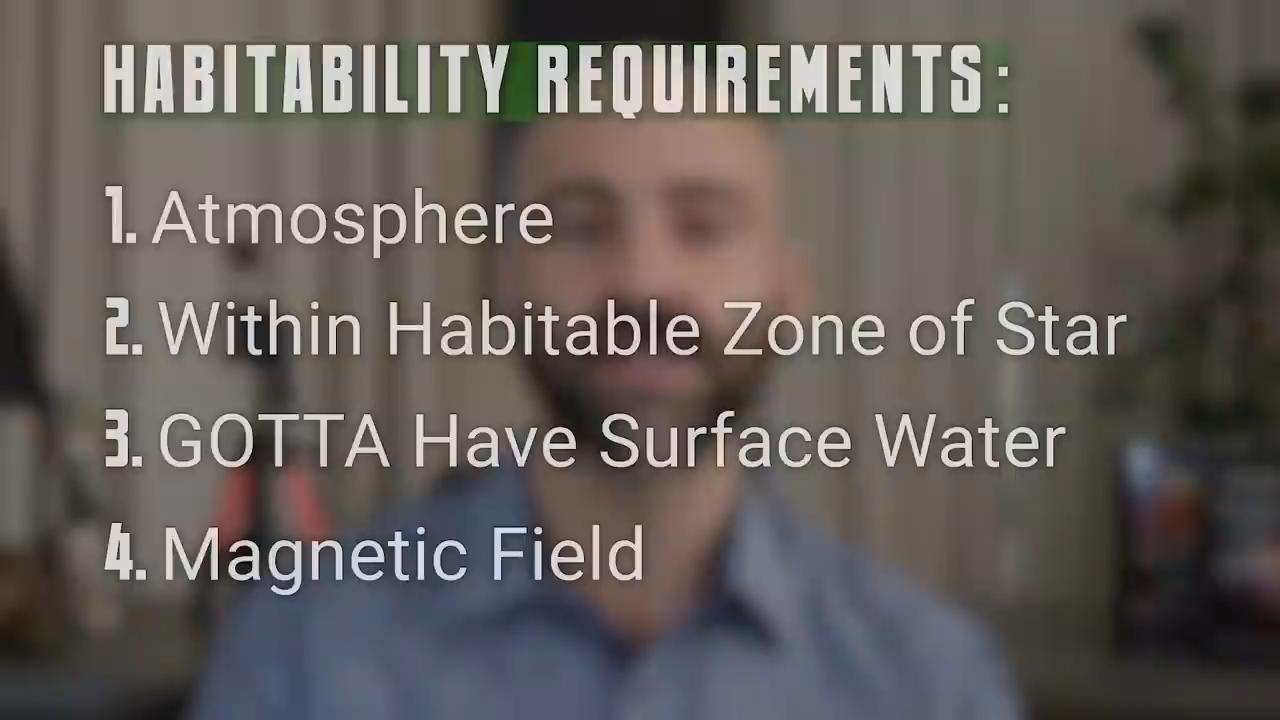 HABITABILITY REQUIREMENTS:
1. Atmosphere
2. Within Habitable Zone of Star
3. GOTTA Have Surface Water
4. Magnetic Field